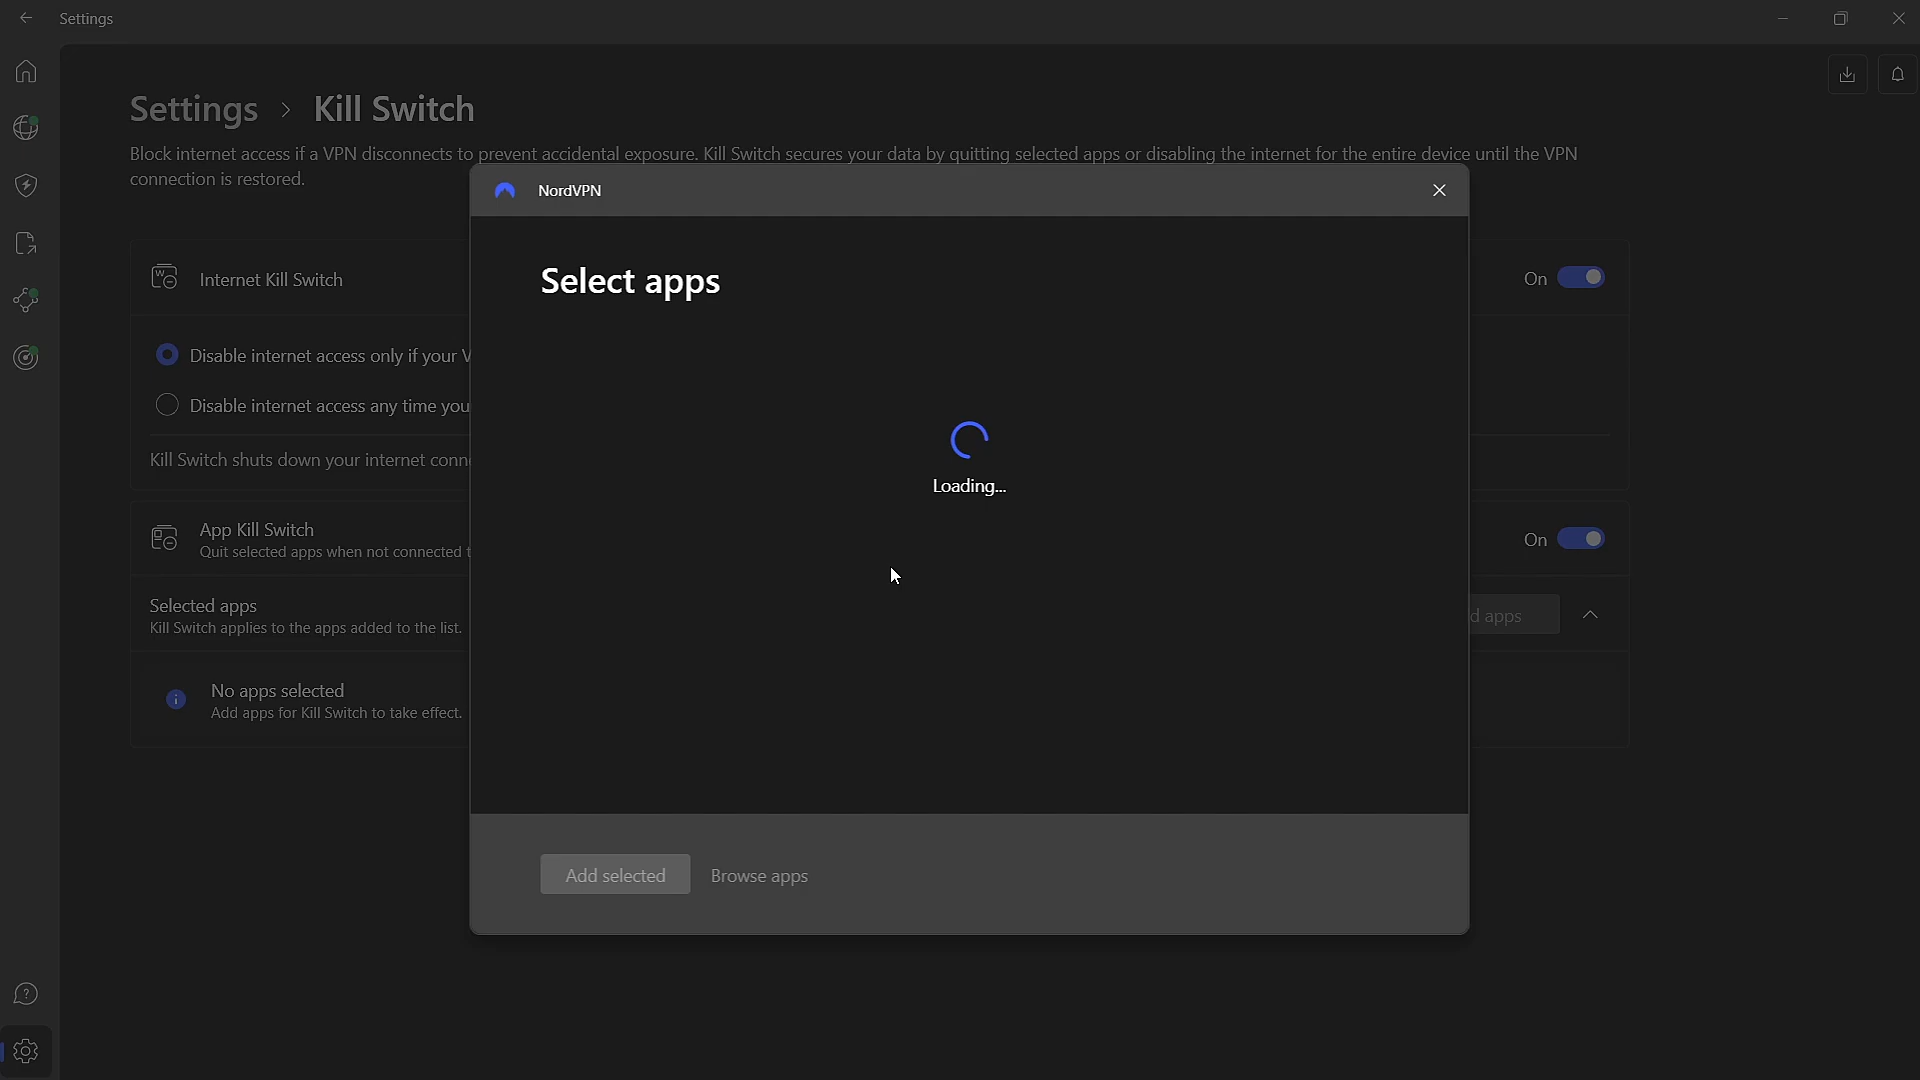 Settings
Settings > Kill Switch
Block internet access if a VPN disconnects to prevent accidental exposure. Kill Switch secures your data by quitting selected apps or disabling the internet for the entire device until the VPN
connection is restored.
NordVPN
Select apps
Internet Kill Switch
On
Disable internet access only if your V
Disable internet access any time you
Kill Switch shuts down your internet conn
Loading...
App Kill Switch
Quit selected apps when not connected t
On
Selected apps
Kill Switch applies to the apps added to the list.
d apps
No apps selected
Add apps for Kill Switch to take effect.
Add selected
Browse apps